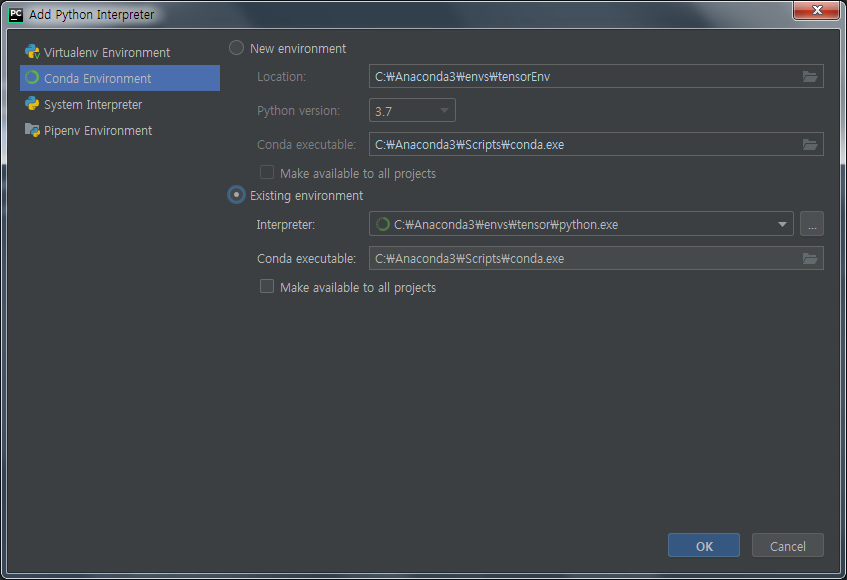 PC Add Python Interpreter
Virtualenv Environment
Conda Environment
System Interpreter
Pipenv Environment
New environment
Location: C:₩Anaconda3₩envs₩tensorEnv
Python version: 3.7
Conda executable: C:₩Anaconda3₩Scripts₩conda.exe
Make available to all projects
Existing environment
Interpreter: C:₩Anaconda3₩envs₩tensor₩python.exe ...
Conda executable: C:₩Anaconda3₩Scripts₩conda.exe
Make available to all projects
OK Cancel